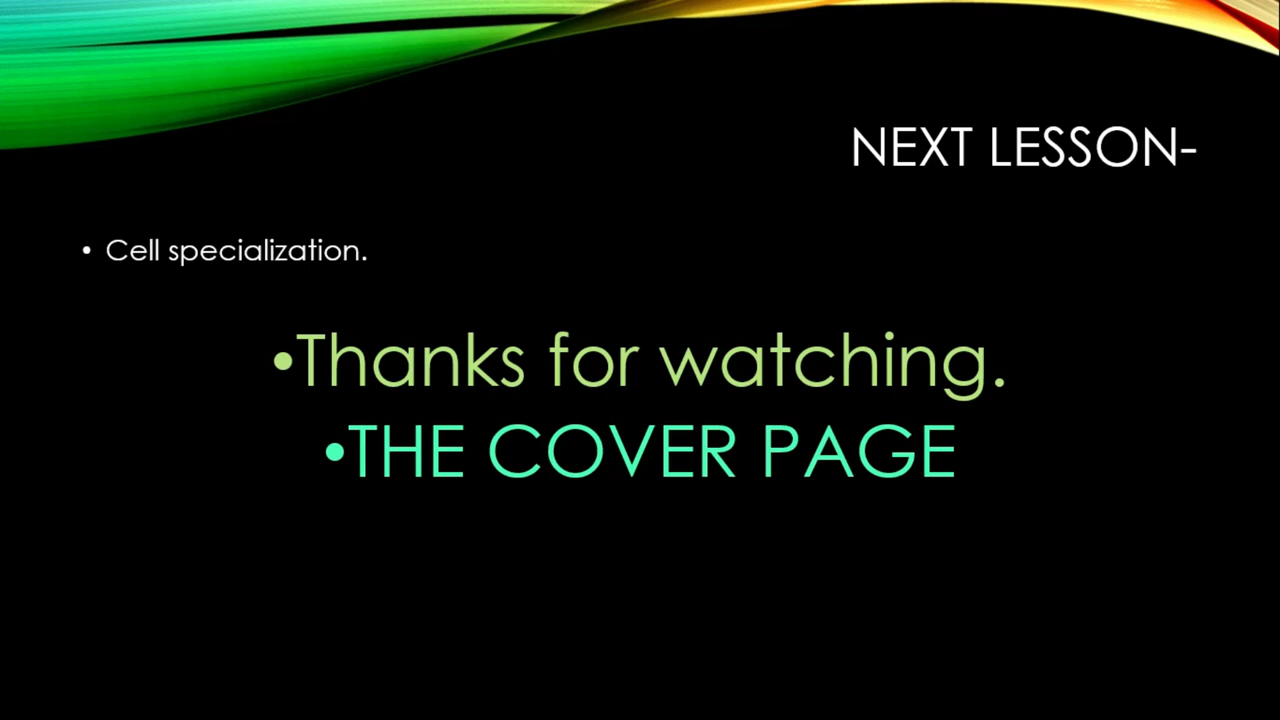 NEXT LESSON-
• Cell specialization.
•Thanks for watching.
•THE COVER PAGE